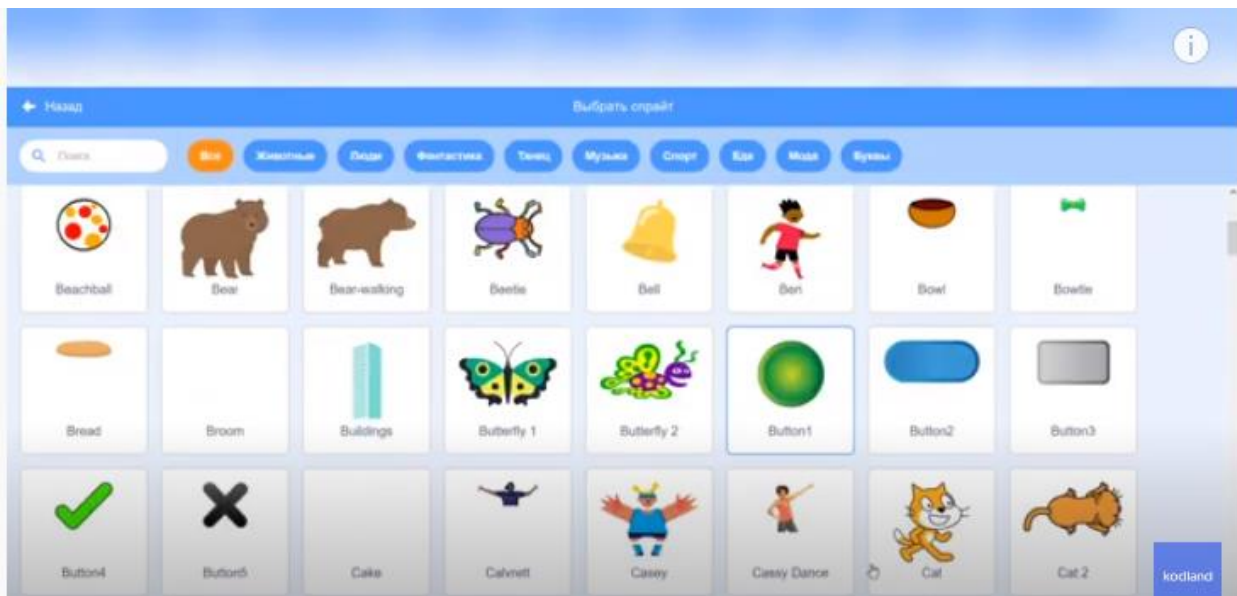 i
Назад
Выбрать спрайт
Поиск
Все Животные Люди Фантастика Танец Музыка Спорт Еда Мода Буквы
Beachball Bear Bear-walking Beetle Bell Ben Bowl Bowtie
Bread Broom Buildings Butterfly 1 Butterfly 2 Button1 Button2 Button3
Button4 Button5 Cake Calvrett Casey Cassy Dance Cat Cat 2
kodland